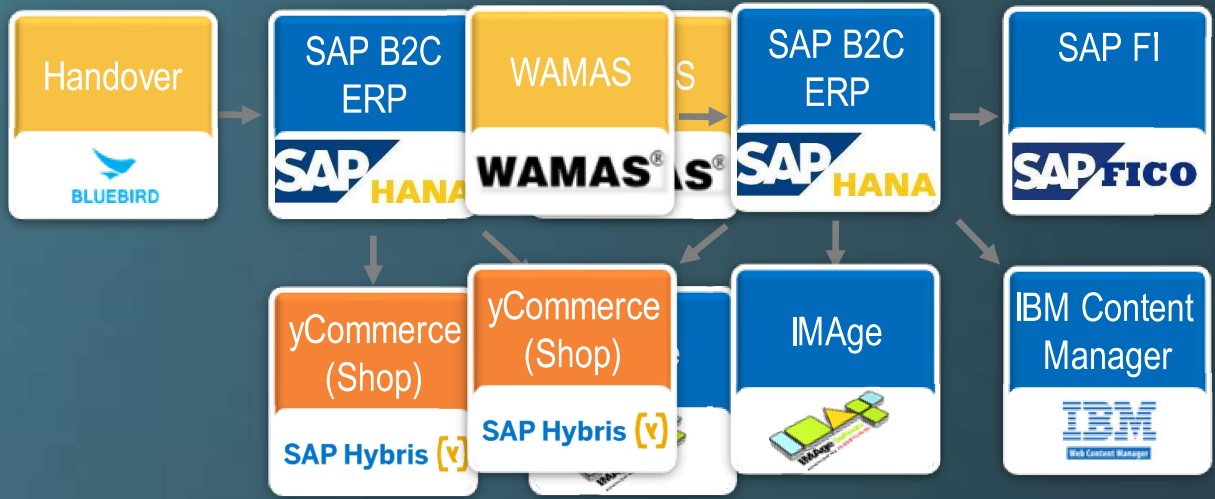 Handover
BLUEBIRD
SAP B2C
ERP
SAP
HANA
WAMAS
WAMAS®
S
AS®
SAP B2C
ERP
SAP
HANA
SAP FI
SAP FICO
yCommerce
(Shop)
SAP Hybris (Y)
yCommerce
(Shop)
SAP Hybris (Y)
e
IMAge
IBM Content
Manager
IBM
Web Content Manager